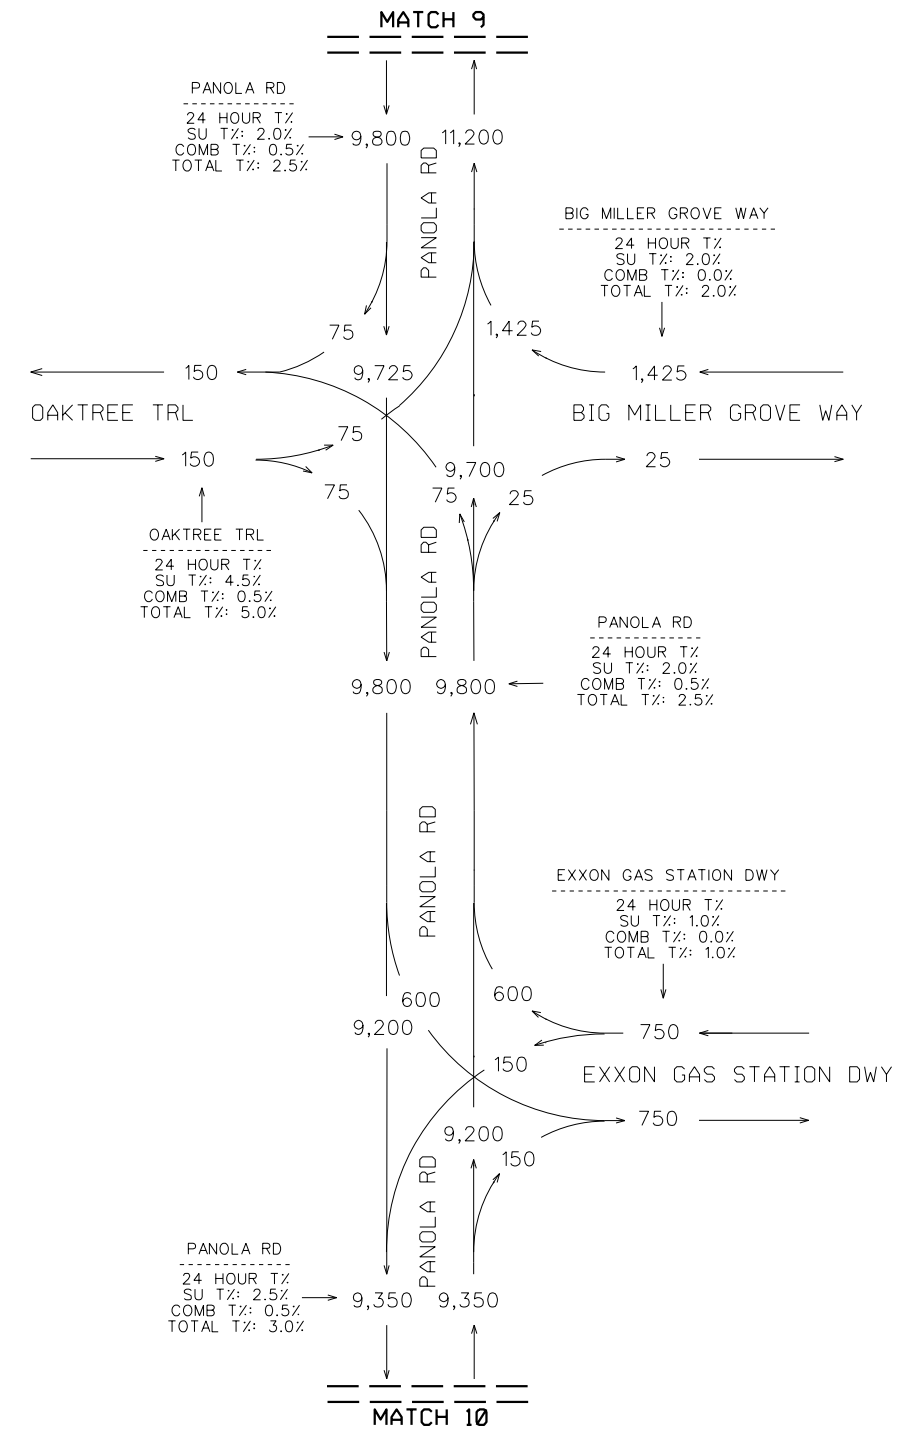 MATCH 9
PANOLA RD
24 HOUR T%
SU T%: 2.0%
COMB T%: 0.5%
TOTAL T%: 2.5%
9,800
11,200
PANOLA RD
BIG MILLER GROVE WAY
24 HOUR T%
SU T%: 2.0%
COMB T%: 0.0%
TOTAL T%: 2.0%
75
1,425
150
9,725
1,425
OAKTREE TRL
BIG MILLER GROVE WAY
75
150
9,700
25
75
75
25
OAKTREE TRL
24 HOUR T%
SU T%: 4.5%
COMB T%: 0.5%
TOTAL T%: 5.0%
PANOLA RD
PANOLA RD
24 HOUR T%
SU T%: 2.0%
COMB T%: 0.5%
TOTAL T%: 2.5%
9,800
9,800
PANOLA RD
EXXON GAS STATION DWY
24 HOUR T%
SU T%: 1.0%
COMB T%: 0.0%
TOTAL T%: 1.0%
600
600
9,200
750
150
EXXON GAS STATION DWY
750
9,200
150
PANOLA RD
PANOLA RD
24 HOUR T%
SU T%: 2.5%
COMB T%: 0.5%
TOTAL T%: 3.0%
9,350
9,350
MATCH 10